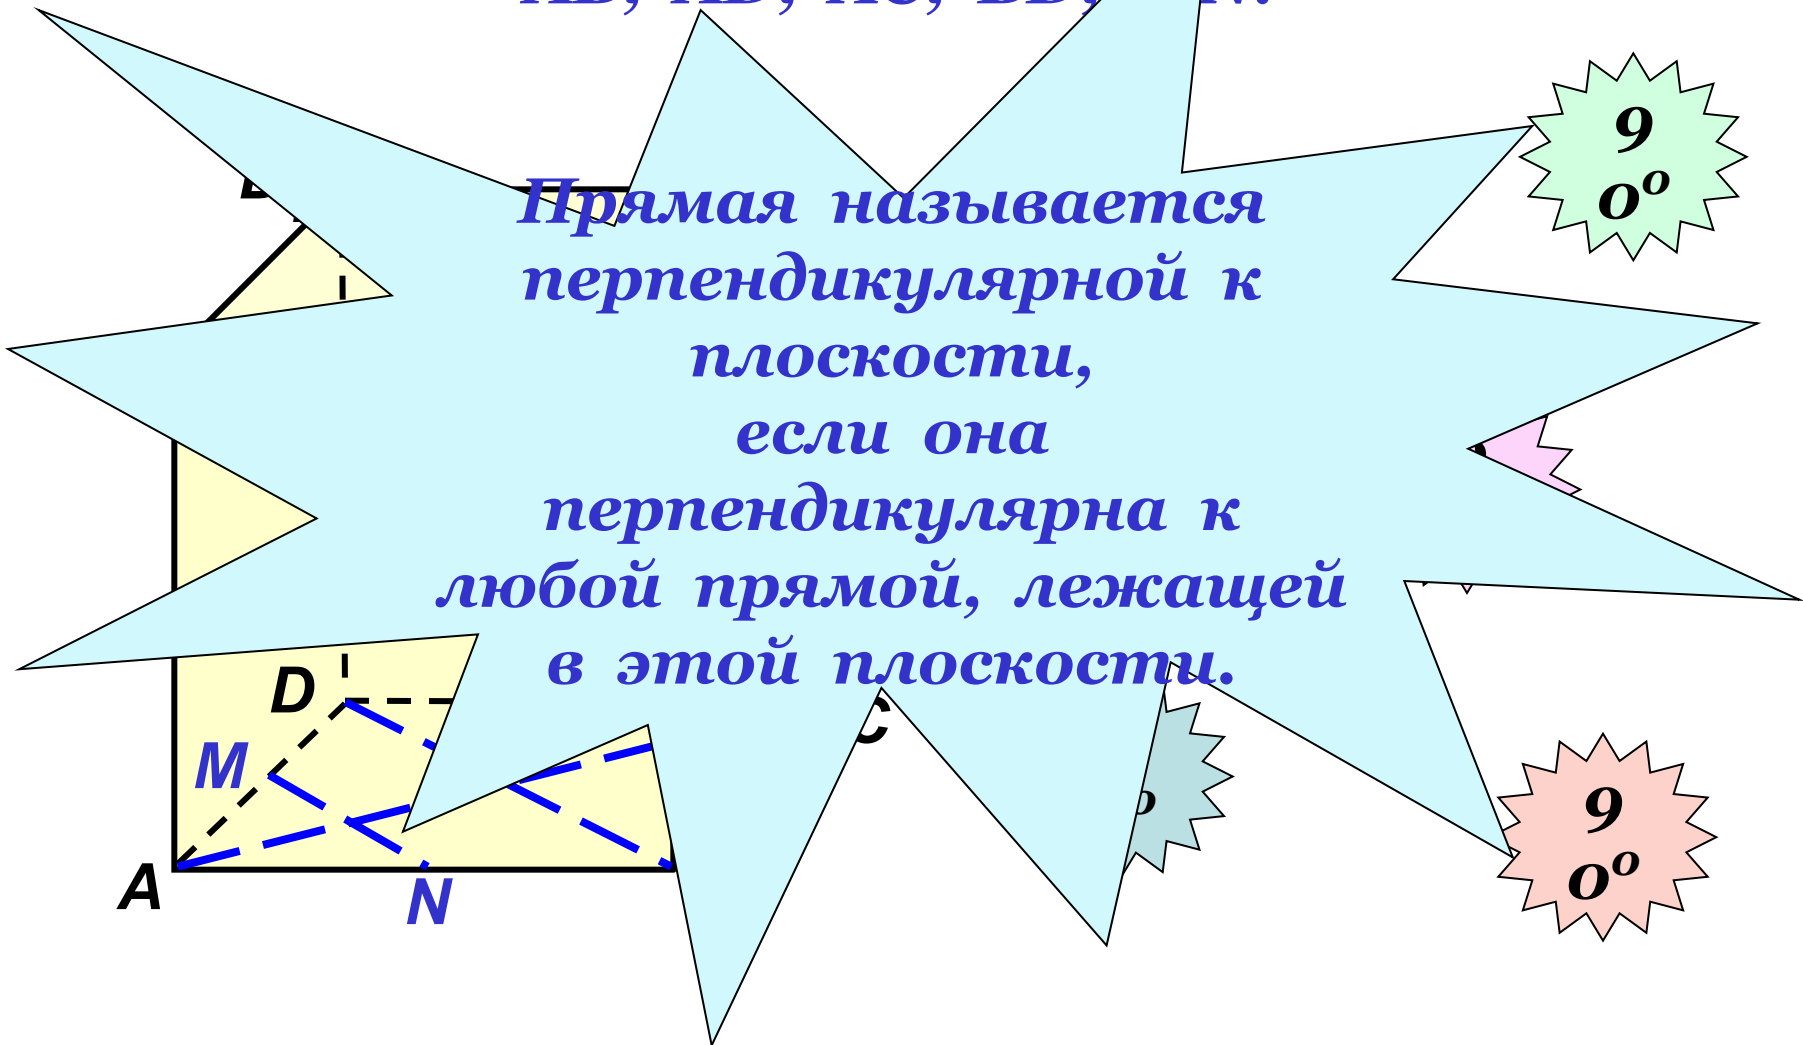 9
0º
Прямая называется
перпендикулярной к
плоскости,
если она
перпендикулярна к
любой прямой, лежащей
в этой плоскости.
D
M
C
A
N
9
0º